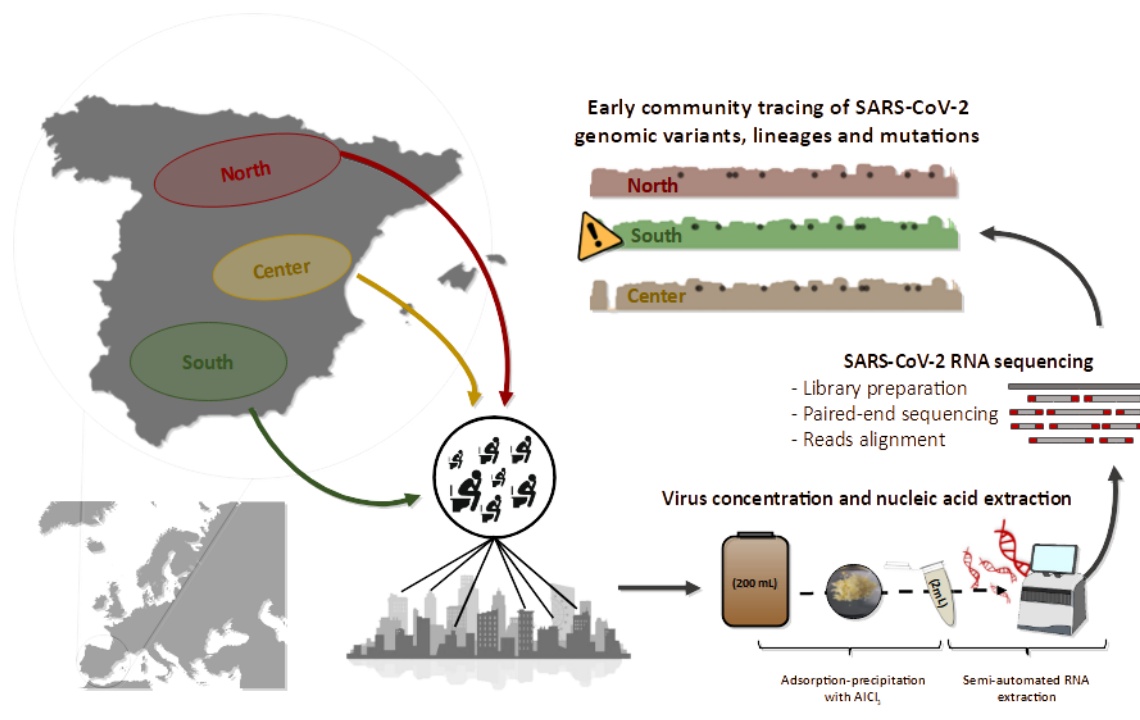 Early community tracing of SARS-CoV-2
genomic variants, lineages and mutations
North
North
South
Center
Center
South
SARS-CoV-2 RNA sequencing
- Library preparation
- Paired-end sequencing
- Reads alignment
Virus concentration and nucleic acid extraction
(200 mL)
(2mL)
Adsorption-precipitation
with AlCl₃
Semi-automated RNA
extraction